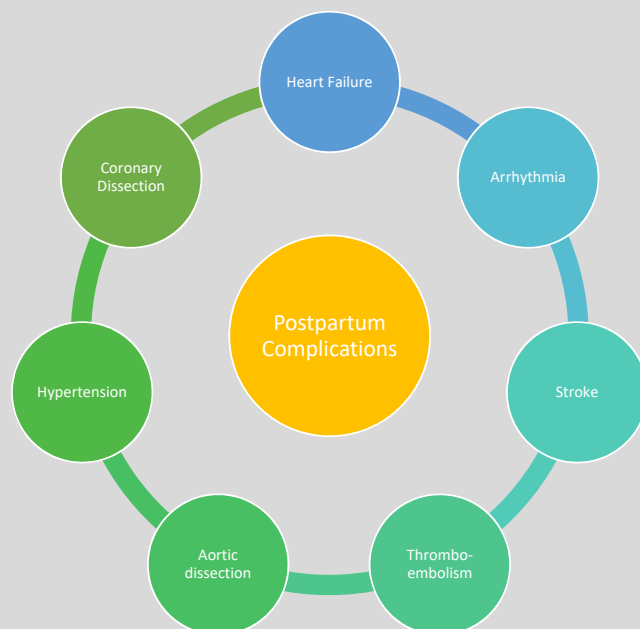 Heart Failure
Arrhythmia
Stroke
Thrombo-
embolism
Aortic
dissection
Hypertension
Coronary
Dissection
Postpartum
Complications